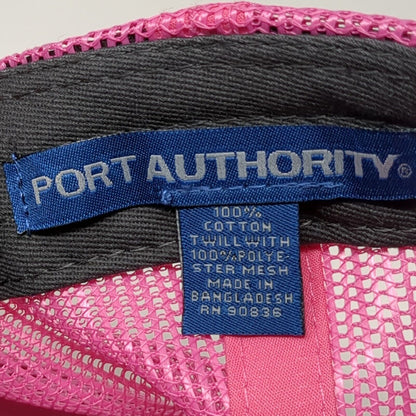 PORT AUTHORITY®
100%
COTTON
TWILL WITH
100% POLYE-
STER MESH
MADE IN
BANGLADESH
RN 90836